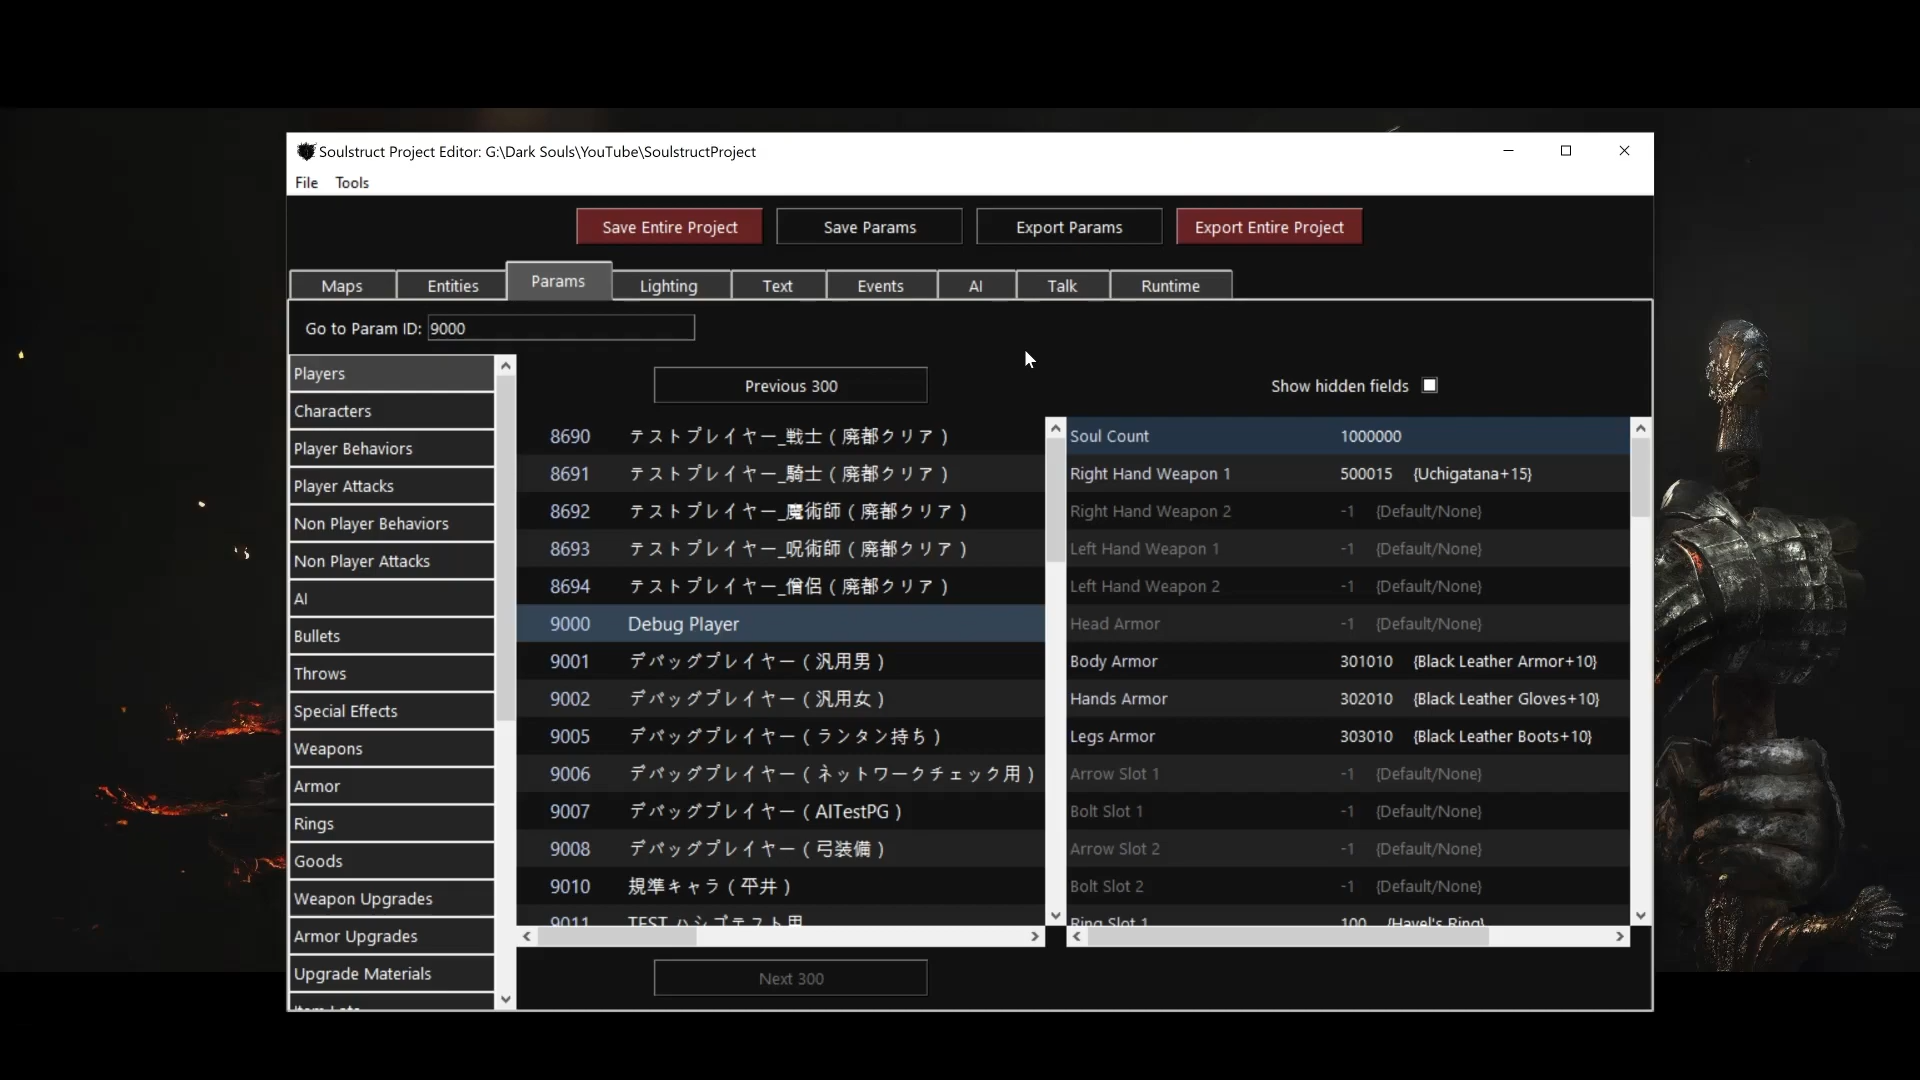 Soulstruct Project Editor: G:\Dark Souls\YouTube\SoulstructProject
File Tools
Save Entire Project Save Params Export Params Export Entire Project
Maps Entities Params Lighting Text Events AI Talk Runtime
Go to Param ID: 9000
Players
Characters
Player Behaviors
Player Attacks
Non Player Behaviors
Non Player Attacks
AI
Bullets
Throws
Special Effects
Weapons
Armor
Rings
Goods
Weapon Upgrades
Armor Upgrades
Upgrade Materials
Item Lots
Previous 300
8690 テストプレイヤー_戦士(廃都クリア)
8691 テストプレイヤー_騎士(廃都クリア)
8692 テストプレイヤー_魔術師(廃都クリア)
8693 テストプレイヤー_呪術師(廃都クリア)
8694 テストプレイヤー_僧侶(廃都クリア)
9000 Debug Player
9001 デバッグプレイヤー(汎用男)
9002 デバッグプレイヤー(汎用女)
9005 デバッグプレイヤー(ランタン持ち)
9006 デバッグプレイヤー(ネットワークチェック用)
9007 デバッグプレイヤー(AITestPG)
9008 デバッグプレイヤー(弓装備)
9010 規準キャラ(平井)
9011 TEST ハシゴテスト用
Next 300
Show hidden fields
Soul Count 1000000
Right Hand Weapon 1 500015 {Uchigatana+15}
Right Hand Weapon 2 -1 {Default/None}
Left Hand Weapon 1 -1 {Default/None}
Left Hand Weapon 2 -1 {Default/None}
Head Armor -1 {Default/None}
Body Armor 301010 {Black Leather Armor+10}
Hands Armor 302010 {Black Leather Gloves+10}
Legs Armor 303010 {Black Leather Boots+10}
Arrow Slot 1 -1 {Default/None}
Bolt Slot 1 -1 {Default/None}
Arrow Slot 2 -1 {Default/None}
Bolt Slot 2 -1 {Default/None}
Ring Slot 1 100 {Havel's Ring}